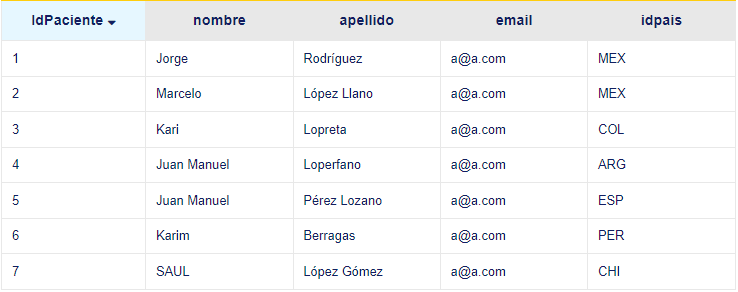 IdPaciente nombre apellido email idpais
1 Jorge Rodríguez a@a.com MEX
2 Marcelo López Llano a@a.com MEX
3 Kari Lopreta a@a.com COL
4 Juan Manuel Loperfano a@a.com ARG
5 Juan Manuel Pérez Lozano a@a.com ESP
6 Karim Berragas a@a.com PER
7 SAUL López Gómez a@a.com CHI